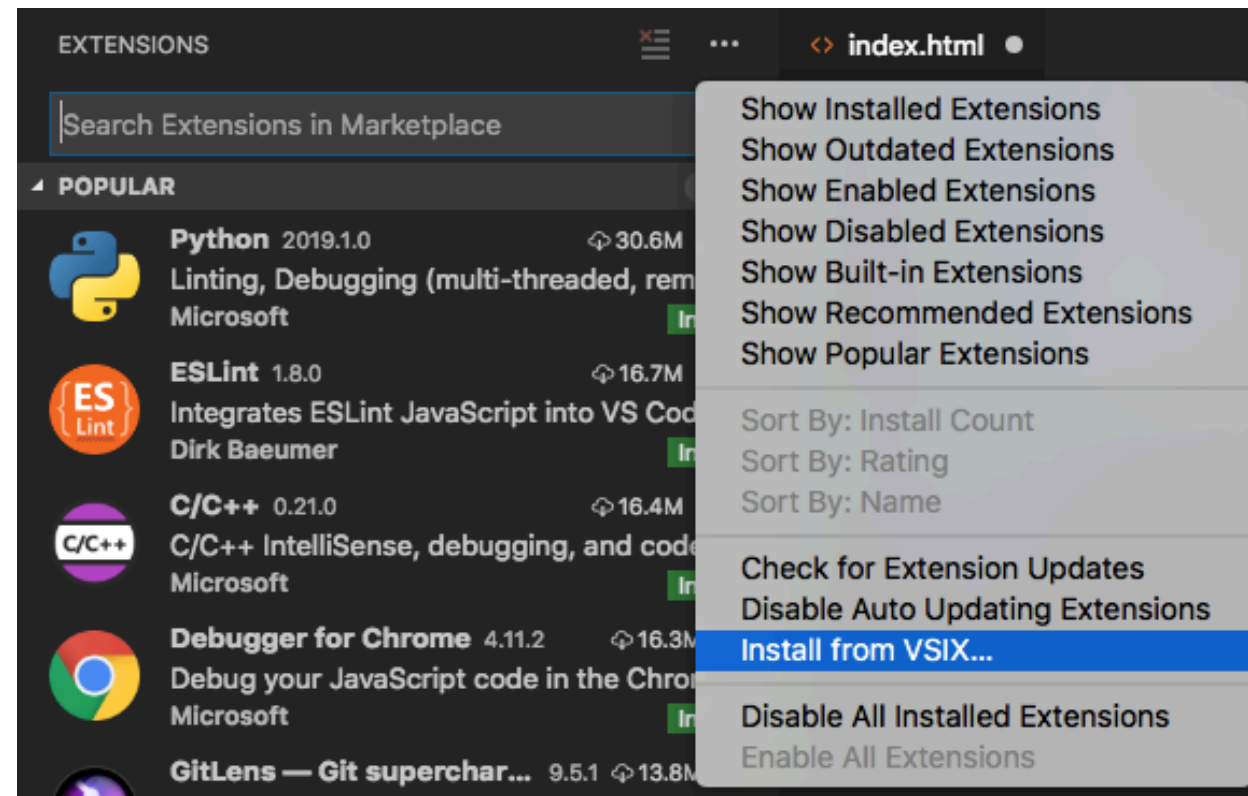 EXTENSIONS
index.html
Search Extensions in Marketplace
POPULAR
Python 2019.1.0 30.6M
Linting, Debugging (multi-threaded,
Microsoft
ES
Lint
ESLint 1.8.0 16.7M
Integrates ESLint JavaScript into VS
Dirk Baeumer
C/C++
C/C++ 0.21.0 16.4M
C/C++ IntelliSense, debugging, and
Microsoft
Debugger for Chrome 4.11.2 16.3M
Debug your JavaScript code in the
Microsoft
GitLens — Git superchar... 9.5.1 13.8M
Show Installed Extensions
Show Outdated Extensions
Show Enabled Extensions
Show Disabled Extensions
Show Built-in Extensions
Show Recommended Extensions
Show Popular Extensions
Sort By: Install Count
Sort By: Rating
Sort By: Name
Check for Extension Updates
Disable Auto Updating Extensions
Install from VSIX...
Disable All Installed Extensions
Enable All Extensions